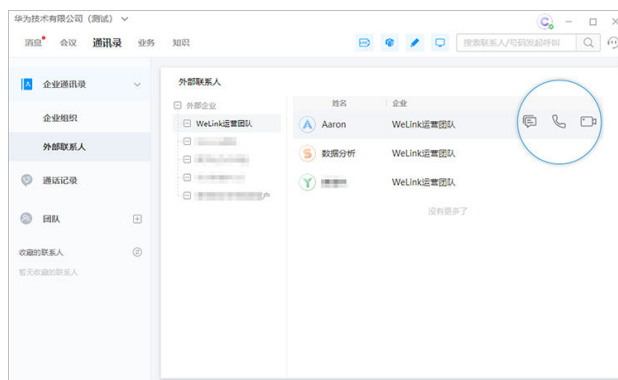 华为技术有限公司（测试）
消息 会议 通讯录 业务 知识
搜索联系人/号码发起呼叫
企业通讯录
企业组织
外部联系人
通话记录
团队
收藏的联系人
暂无收藏的联系人
外部联系人
外部企业
WeLink运营团队
户
姓名 企业
Aaron WeLink运营团队
数据分析 WeLink运营团队
WeLink运营团队
没有更多了